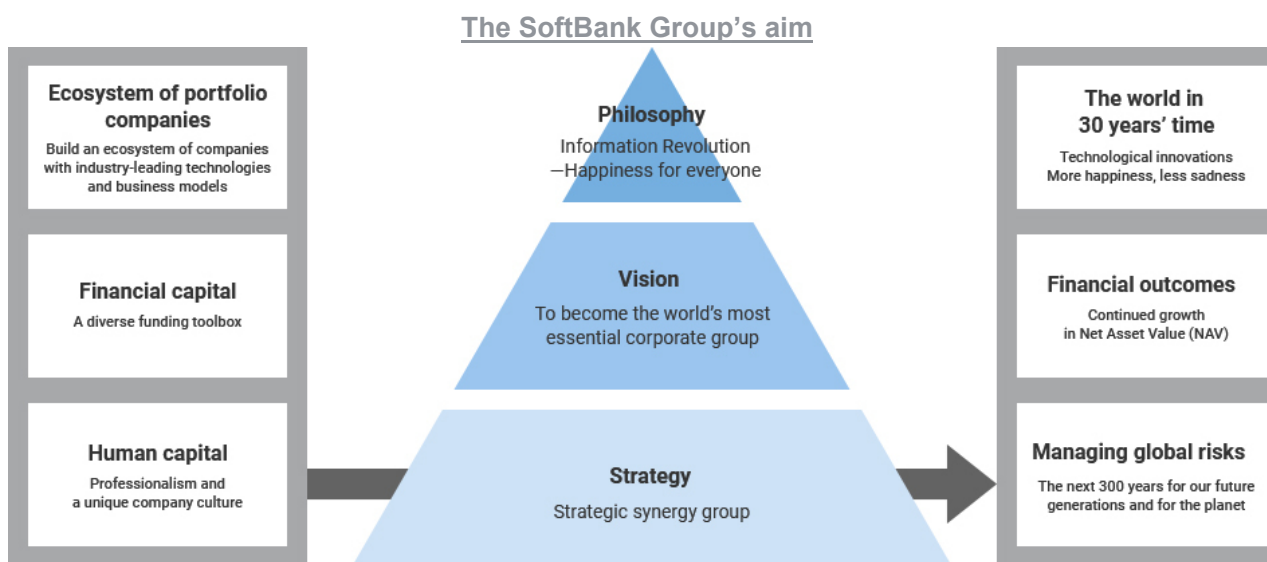 The SoftBank Group's aim
Ecosystem of portfolio
companies
Build an ecosystem of companies
with industry-leading technologies
and business models
Financial capital
A diverse funding toolbox
Human capital
Professionalism and
a unique company culture
Philosophy
Information Revolution
—Happiness for everyone
Vision
To become the world's most
essential corporate group
Strategy
Strategic synergy group
The world in
30 years' time
Technological innovations
More happiness, less sadness
Financial outcomes
Continued growth
in Net Asset Value (NAV)
Managing global risks
The next 300 years for our future
generations and for the planet